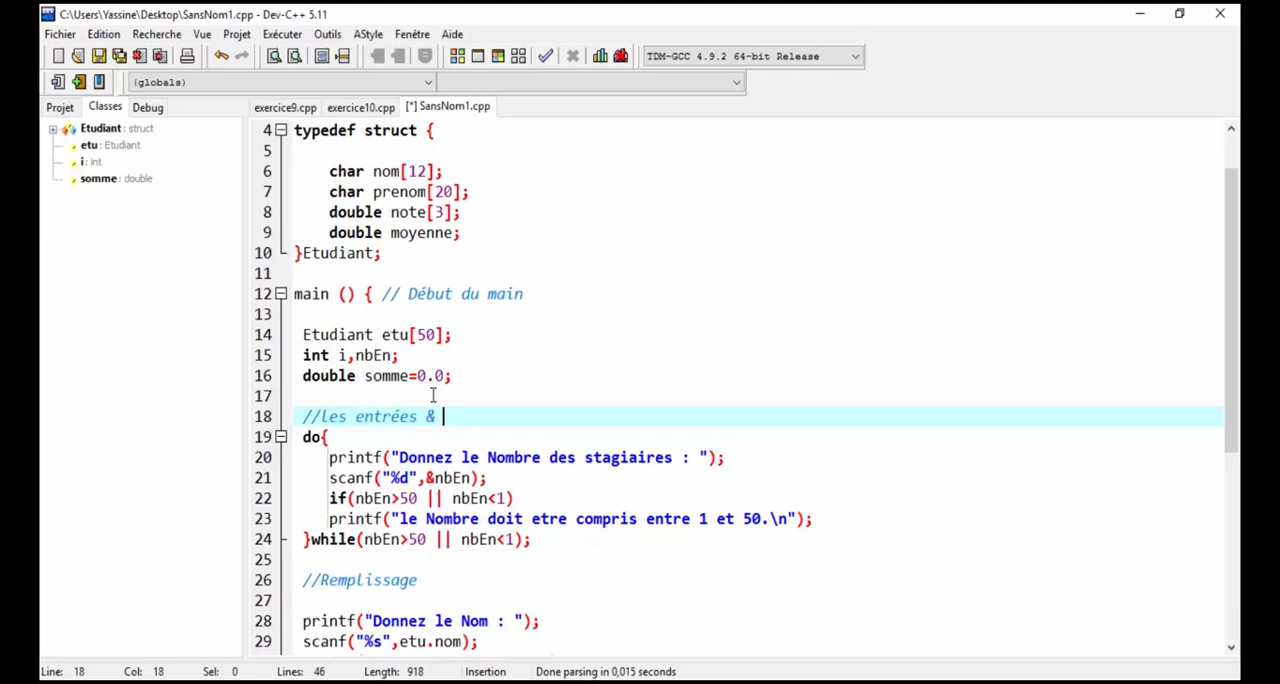 C:\Users\Yassine\Desktop\SansNom1.cpp - Dev-C++ 5.11
Fichier Edition Recherche Vue Projet Exécuter Outils AStyle Fenêtre Aide
TDM-GCC 4.9.2 64-bit Release
(globals)
Projet Classes Debug
exercice9.cpp exercice10.cpp [*] SansNom1.cpp
Etudiant : struct
etu : Etudiant
i : int
somme : double
4 typedef struct {
5
6 char nom[12];
7 char prenom[20];
8 double note[3];
9 double moyenne;
10 }Etudiant;
11
12 main () { // Début du main
13
14 Etudiant etu[50];
15 int i,nbEn;
16 double somme=0.0;
17
18 //les entrées &
19 do{
20 printf("Donnez le Nombre des stagiaires : ");
21 scanf("%d",&nbEn);
22 if(nbEn>50 || nbEn<1)
23 printf("le Nombre doit etre compris entre 1 et 50.\n");
24 }while(nbEn>50 || nbEn<1);
25
26 //Remplissage
27
28 printf("Donnez le Nom : ");
29 scanf("%s",etu.nom);
Line: 18 Col: 18 Sel: 0 Lines: 46 Length: 918 Insertion Done parsing in 0,015 seconds